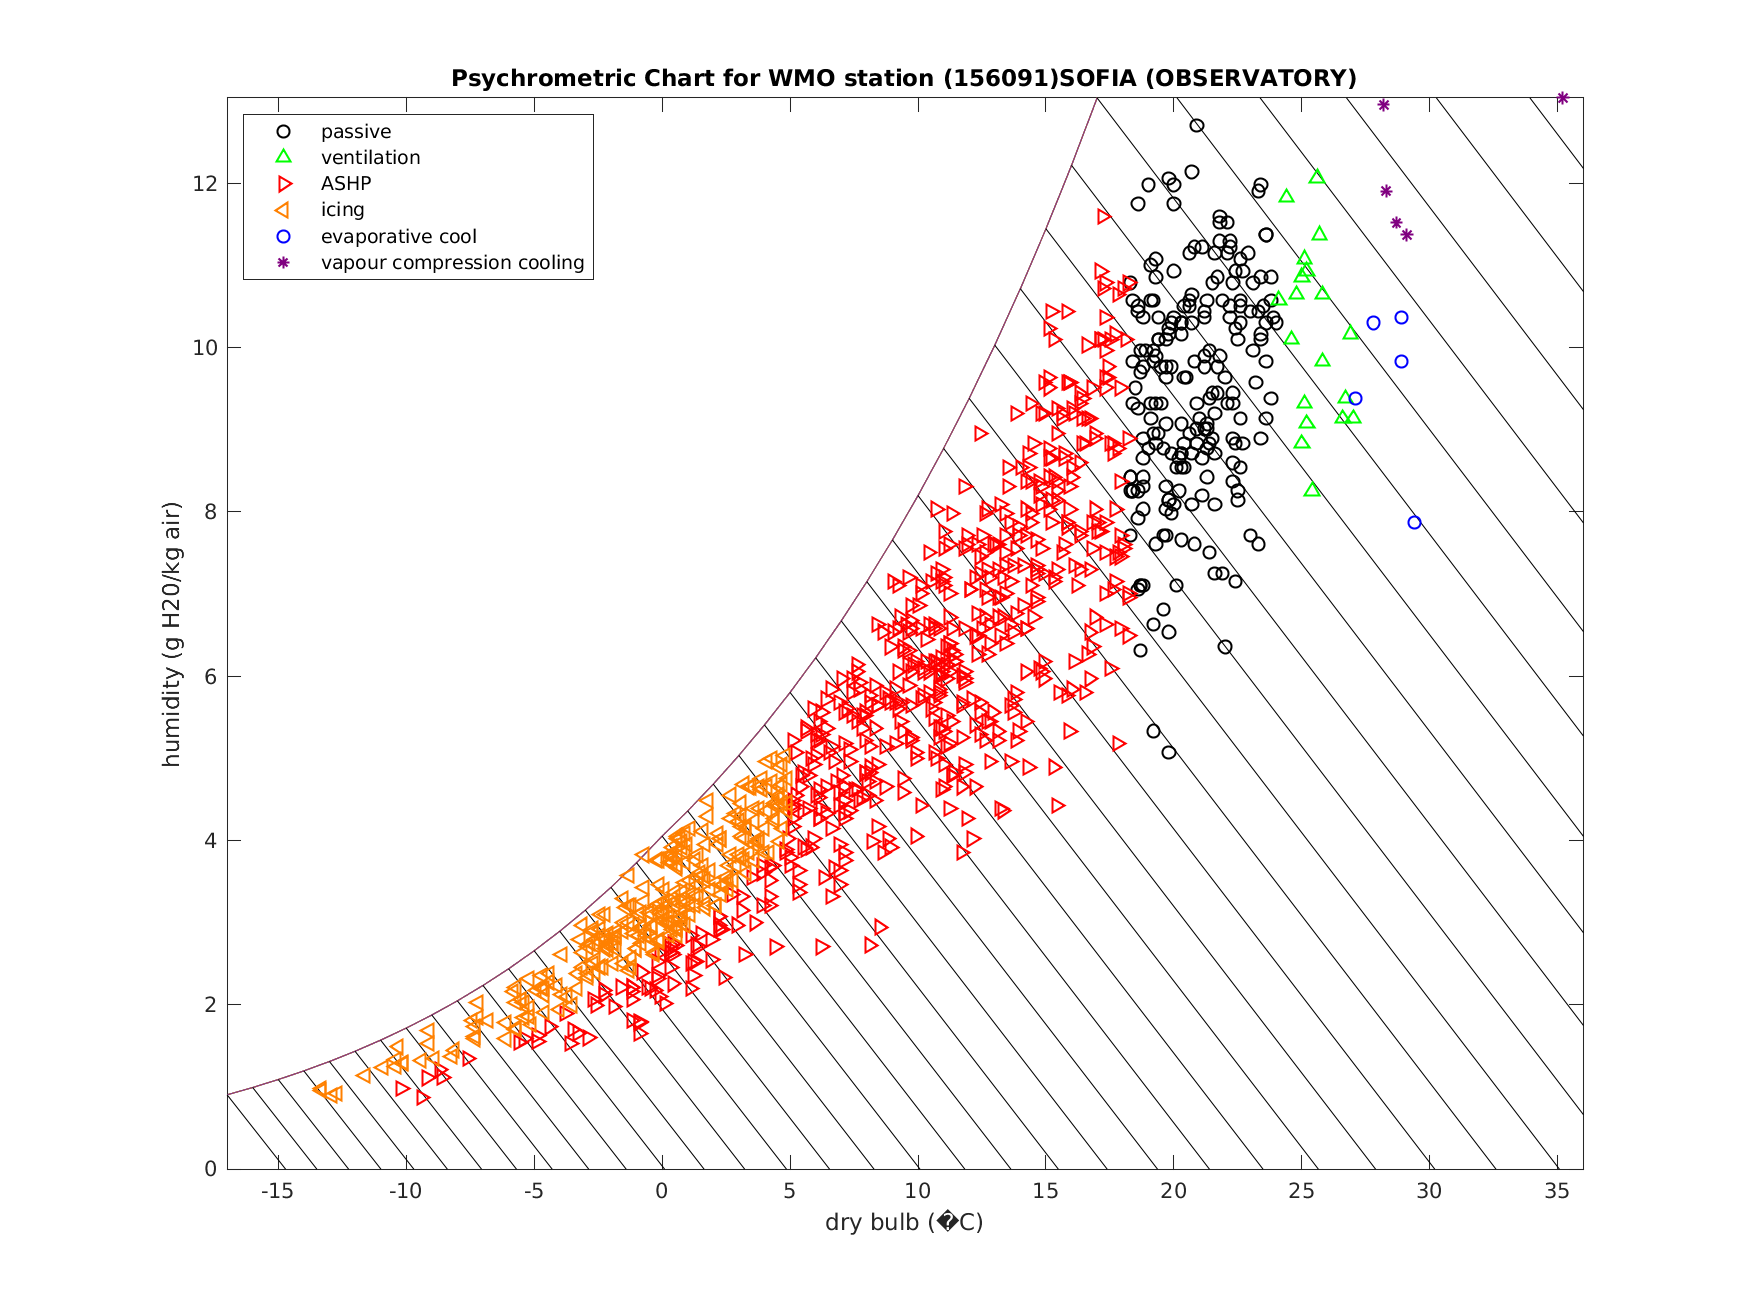 Psychrometric Chart for WMO station (156091)SOFIA (OBSERVATORY)
passive
ventilation
ASHP
icing
evaporative cool
vapour compression cooling
humidity (g H20/kg air)
12
10
8
6
4
2
0
-15 -10 -5 0 5 10 15 20 25 30 35
dry bulb (�C)